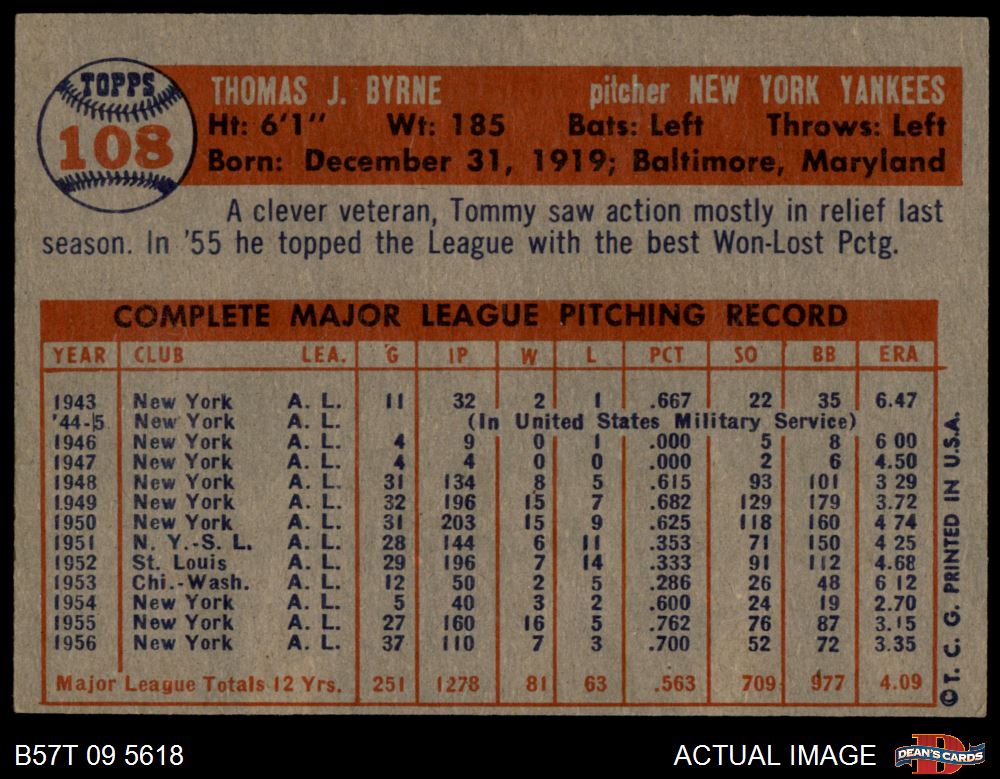 TOPPS
108
THOMAS J. BYRNE pitcher NEW YORK YANKEES
Ht: 6'1" Wt: 185 Bats: Left Throws: Left
Born: December 31, 1919; Baltimore, Maryland
A clever veteran, Tommy saw action mostly in relief last
season. In '55 he topped the League with the best Won-Lost Pctg.
COMPLETE MAJOR LEAGUE PITCHING RECORD
YEAR CLUB LEA. G IP W L PCT SO BB ERA
1943 New York A. L. 11 32 2 1 .667 22 35 6.47
'44-5 New York A. L. (In United States Military Service)
1946 New York A. L. 4 9 0 1 .000 5 8 6 00
1947 New York A. L. 4 4 0 0 .000 2 6 4.50
1948 New York A. L. 31 134 8 5 .615 93 101 3 29
1949 New York A. L. 32 196 15 7 .682 129 179 3.72
1950 New York A. L. 31 203 15 9 .625 118 160 4 74
1951 N. Y.-S. L. A. L. 28 144 6 11 .353 71 150 4 25
1952 St. Louis A. L. 29 196 7 14 .333 91 112 4.68
1953 Chi.-Wash. A. L. 12 50 2 5 .286 26 48 6 12
1954 New York A. L. 5 40 3 2 .600 24 19 2.70
1955 New York A. L. 27 160 16 5 .762 76 87 3.15
1956 New York A. L. 37 110 7 3 .700 52 72 3.35
Major League Totals 12 Yrs. 251 1278 81 63 .563 709 977 4.09
© T. C. G. PRINTED IN U.S.A.
B57T 09 5618
ACTUAL IMAGE
DEAN'S CARDS